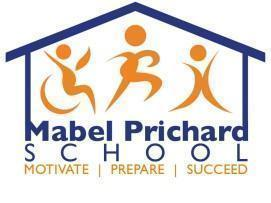 Mabel Prichard
SCHOOL
MOTIVATE | PREPARE | SUCCEED